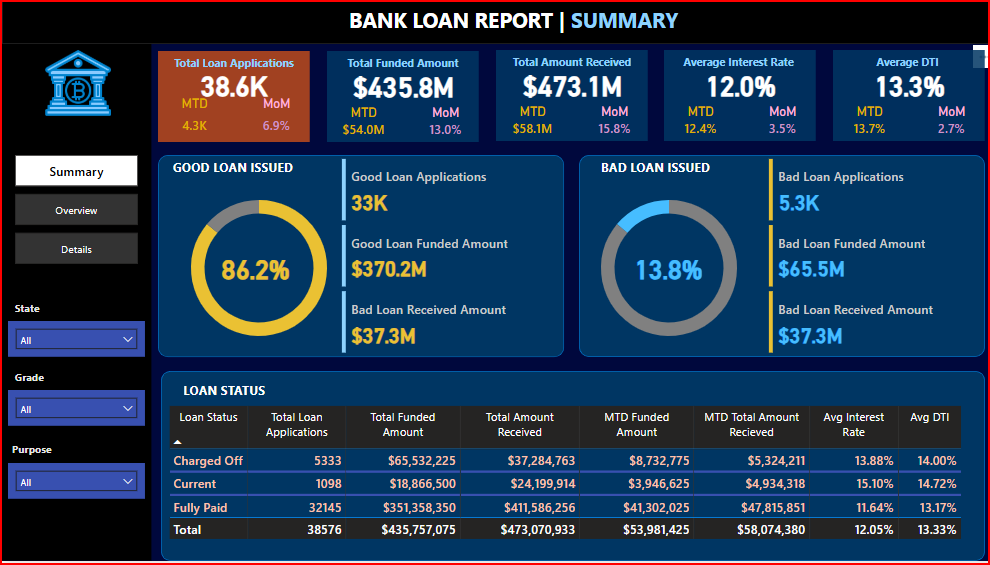 BANK LOAN REPORT | SUMMARY
Total Loan Applications
38.6K
MTD MoM
4.3K 6.9%
Total Funded Amount
$435.8M
MTD MoM
$54.0M 13.0%
Total Amount Received
$473.1M
MTD MoM
$58.1M 15.8%
Average Interest Rate
12.0%
MTD MoM
12.4% 3.5%
Average DTI
13.3%
MTD MoM
13.7% 2.7%
Summary
Overview
Details
State
All
Grade
All
Purpose
All
GOOD LOAN ISSUED
86.2%
Good Loan Applications
33K
Good Loan Funded Amount
$370.2M
Bad Loan Received Amount
$37.3M
BAD LOAN ISSUED
13.8%
Bad Loan Applications
5.3K
Bad Loan Funded Amount
$65.5M
Bad Loan Received Amount
$37.3M
LOAN STATUS
Loan Status Total Loan Applications Total Funded Amount Total Amount Received MTD Funded Amount MTD Total Amount Recieved Avg Interest Rate Avg DTI
Charged Off 5333 $65,532,225 $37,284,763 $8,732,775 $5,324,211 13.88% 14.00%
Current 1098 $18,866,500 $24,199,914 $3,946,625 $4,934,318 15.10% 14.72%
Fully Paid 32145 $351,358,350 $411,586,256 $41,302,025 $47,815,851 11.64% 13.17%
Total 38576 $435,757,075 $473,070,933 $53,981,425 $58,074,380 12.05% 13.33%